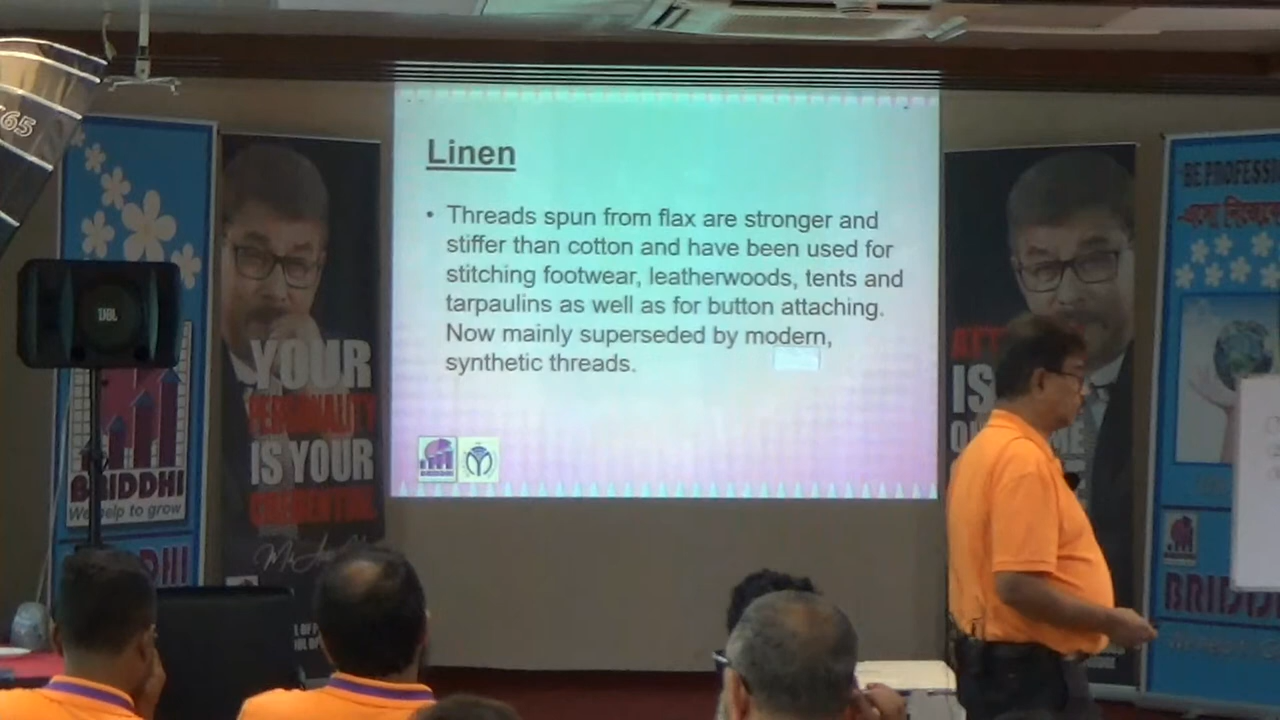 65
JBL
BRIDDHI
We help to grow
YOUR
PERSONALITY
IS YOUR
CREDENTIAL
Linen
• Threads spun from flax are stronger and
stiffer than cotton and have been used for
stitching footwear, leatherwoods, tents and
tarpaulins as well as for button attaching.
Now mainly superseded by modern,
synthetic threads.
BRIDDHI
IS
BE PROFESSI
BRIDD